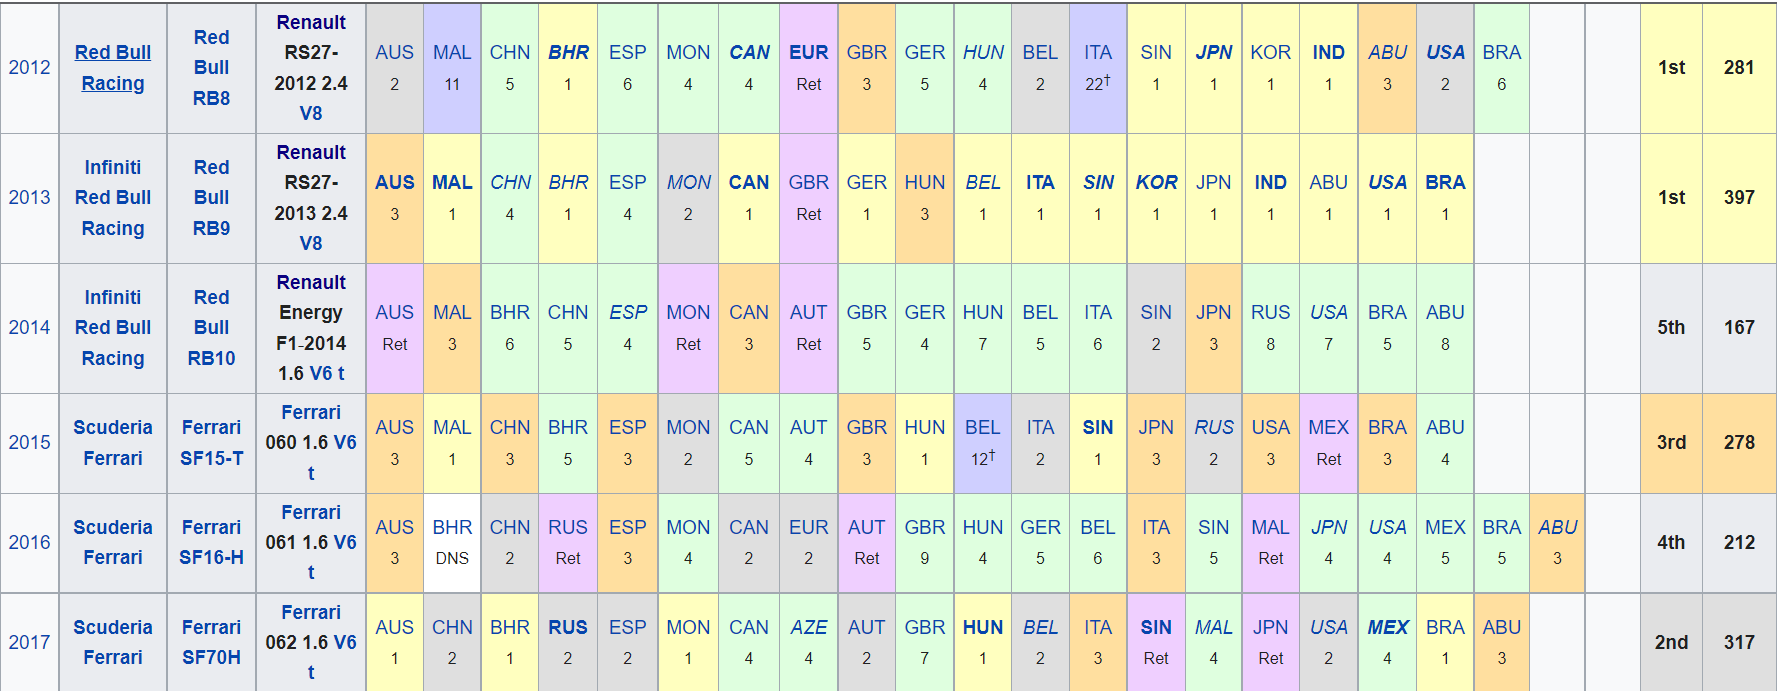 2012 Red Bull Racing Red Bull RB8 Renault RS27-2012 2.4 V8 AUS 2 MAL 11 CHN 5 BHR 1 ESP 6 MON 4 CAN 4 EUR Ret GBR 3 GER 5 HUN 4 BEL 2 ITA 22† SIN 1 JPN 1 KOR 1 IND 1 ABU 3 USA 2 BRA 6 1st 281
2013 Infiniti Red Bull Racing Red Bull RB9 Renault RS27-2013 2.4 V8 AUS 3 MAL 1 CHN 4 BHR 1 ESP 4 MON 2 CAN 1 GBR Ret GER 1 HUN 3 BEL 1 ITA 1 SIN 1 KOR 1 JPN 1 IND 1 ABU 1 USA 1 BRA 1 1st 397
2014 Infiniti Red Bull Racing Red Bull RB10 Renault Energy F1-2014 1.6 V6 t AUS Ret MAL 3 BHR 6 CHN 5 ESP 4 MON Ret CAN 3 AUT Ret GBR 5 GER 4 HUN 7 BEL 5 ITA 6 SIN 2 JPN 3 RUS 8 USA 7 BRA 5 ABU 8 5th 167
2015 Scuderia Ferrari Ferrari SF15-T Ferrari 060 1.6 V6 t AUS 3 MAL 1 CHN 3 BHR 5 ESP 3 MON 2 CAN 5 AUT 4 GBR 3 HUN 1 BEL 12† ITA 2 SIN 1 JPN 3 RUS 2 USA 3 MEX Ret BRA 3 ABU 4 3rd 278
2016 Scuderia Ferrari Ferrari SF16-H Ferrari 061 1.6 V6 t AUS 3 BHR DNS CHN 2 RUS Ret ESP 3 MON 4 CAN 2 EUR 2 AUT Ret GBR 9 HUN 4 GER 5 BEL 6 ITA 3 SIN 5 MAL Ret JPN 4 USA 4 MEX 5 BRA 5 ABU 3 4th 212
2017 Scuderia Ferrari Ferrari SF70H Ferrari 062 1.6 V6 t AUS 1 CHN 2 BHR 1 RUS 2 ESP 2 MON 1 CAN 4 AZE 4 AUT 2 GBR 7 HUN 1 BEL 2 ITA 3 SIN Ret MAL 4 JPN Ret USA 2 MEX 4 BRA 1 ABU 3 2nd 317